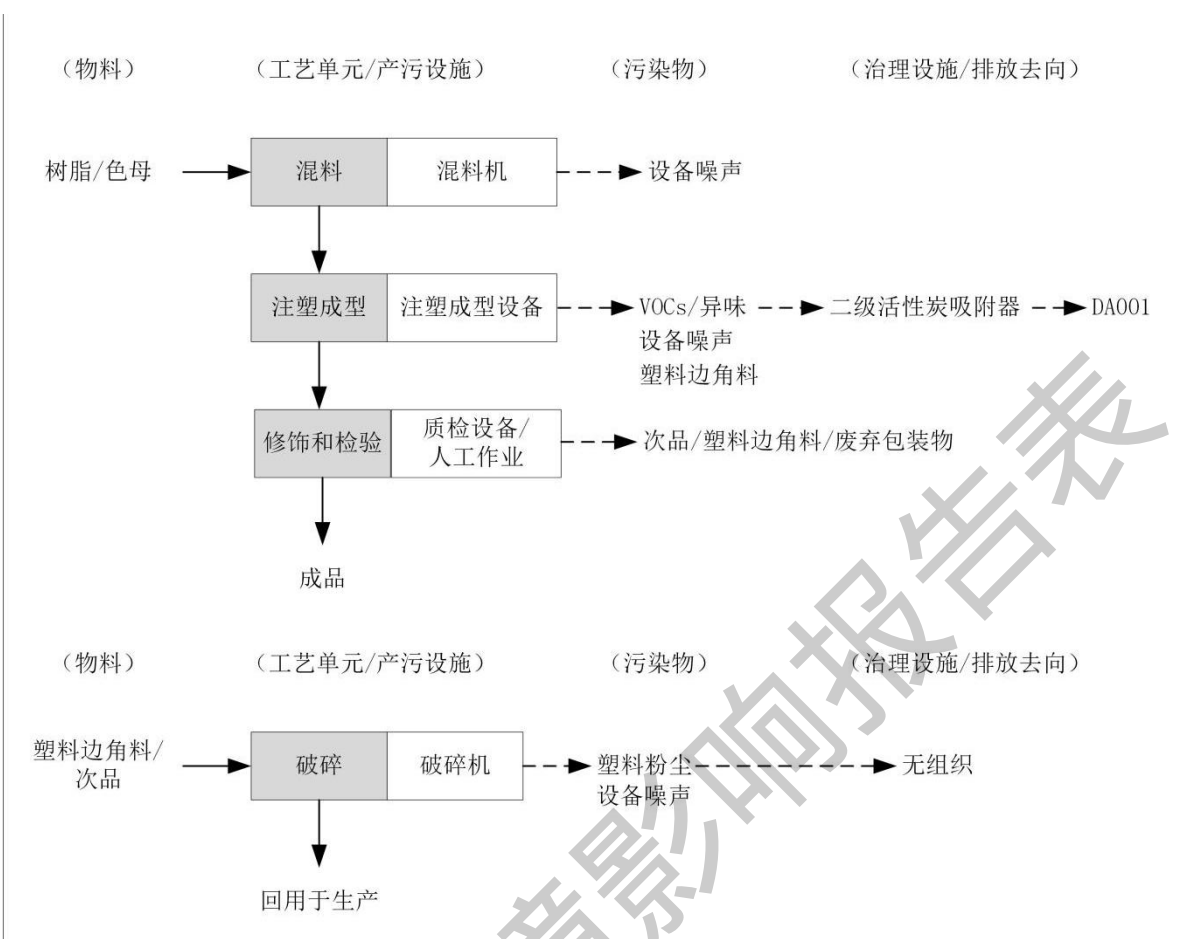 （物料） （工艺单元/产污设施） （污染物） （治理设施/排放去向）
树脂/色母 混料 混料机 设备噪声
注塑成型 注塑成型设备 VOCs/异味 二级活性炭吸附器 DA001
设备噪声
塑料边角料
修饰和检验 质检设备/
人工作业 次品/塑料边角料/废弃包装物
成品
（物料） （工艺单元/产污设施） （污染物） （治理设施/排放去向）
塑料边角料/
次品 破碎 破碎机 塑料粉尘 无组织
设备噪声
回用于生产
境影响报告表